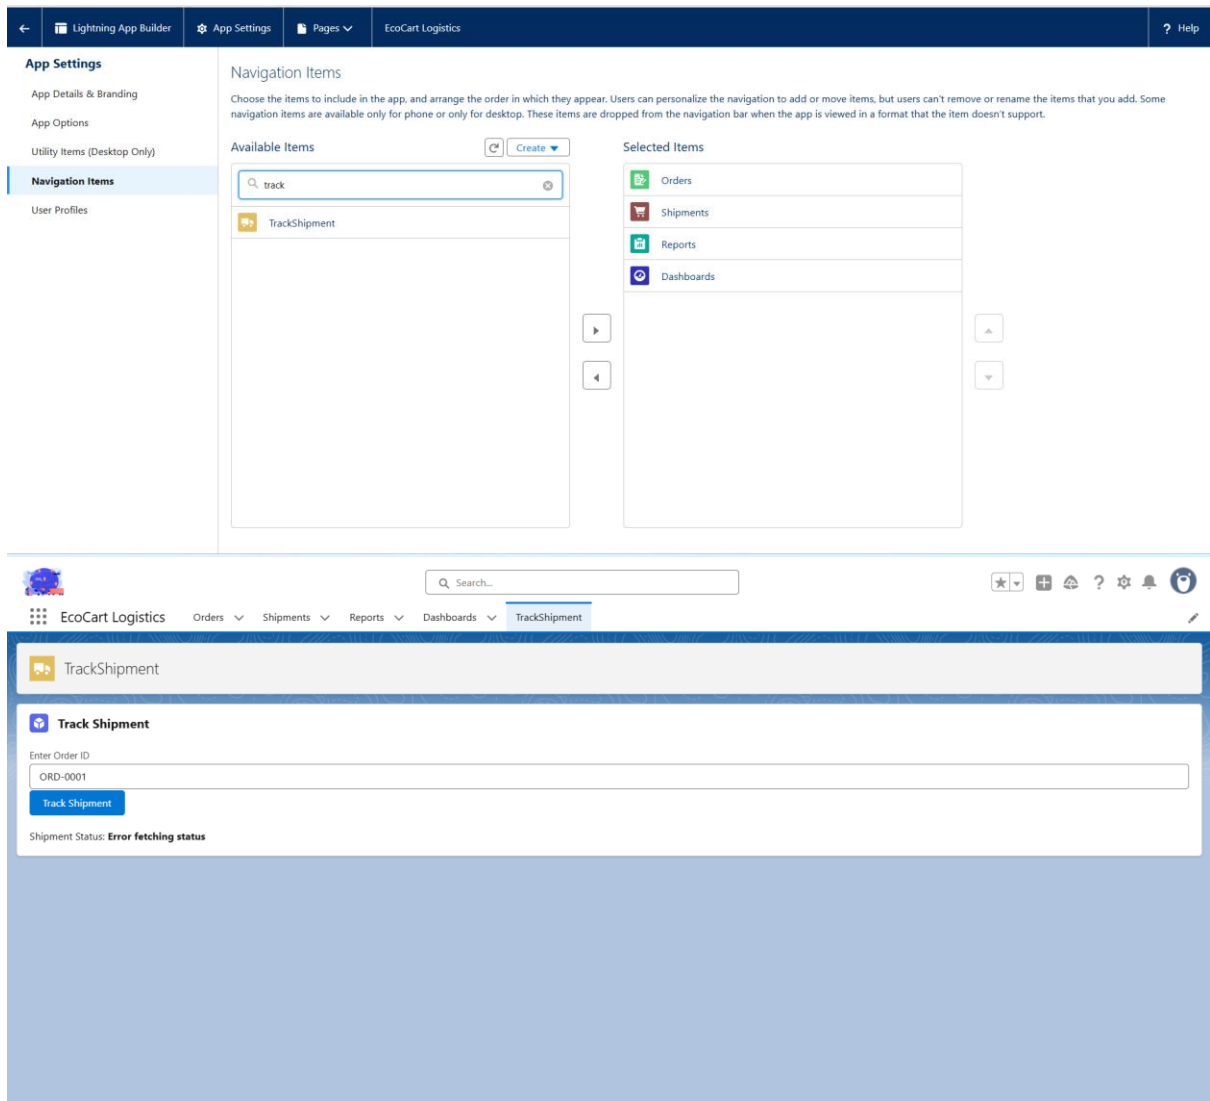 Lightning App Builder
App Settings
Pages
EcoCart Logistics
? Help
App Settings
App Details & Branding
App Options
Utility Items (Desktop Only)
Navigation Items
User Profiles
Navigation Items
Choose the items to include in the app, and arrange the order in which they appear. Users can personalize the navigation to add or move items, but users can't remove or rename the items that you add. Some
navigation items are available only for phone or only for desktop. These items are dropped from the navigation bar when the app is viewed in a format that the item doesn't support.
Available Items
Create
track
TrackShipment
Selected Items
Orders
Shipments
Reports
Dashboards
Search...
EcoCart Logistics
Orders
Shipments
Reports
Dashboards
TrackShipment
TrackShipment
Track Shipment
Enter Order ID
ORD-0001
Track Shipment
Shipment Status: Error fetching status